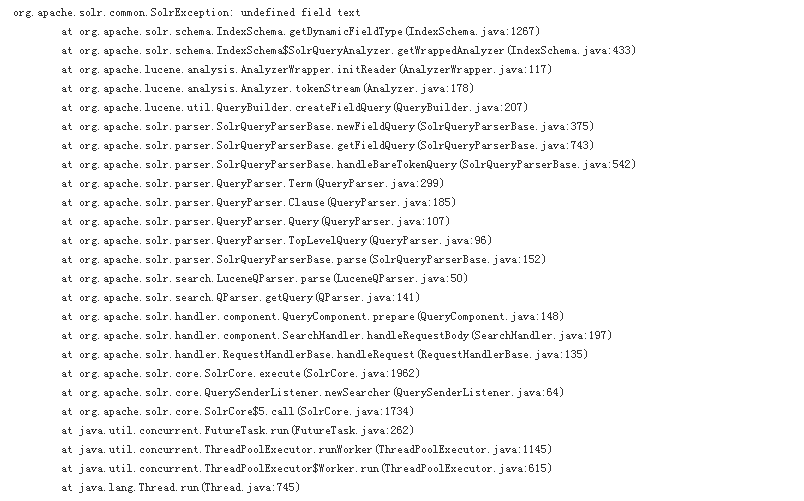 org.apache.solr.common.SolrException: undefined field text
at org.apache.solr.schema.IndexSchema.getDynamicFieldType(IndexSchema.java:1267)
at org.apache.solr.schema.IndexSchema$SolrQueryAnalyzer.getWrappedAnalyzer(IndexSchema.java:433)
at org.apache.lucene.analysis.AnalyzerWrapper.initReader(AnalyzerWrapper.java:117)
at org.apache.lucene.analysis.Analyzer.tokenStream(Analyzer.java:178)
at org.apache.lucene.util.QueryBuilder.createFieldQuery(QueryBuilder.java:207)
at org.apache.solr.parser.SolrQueryParserBase.newFieldQuery(SolrQueryParserBase.java:375)
at org.apache.solr.parser.SolrQueryParserBase.getFieldQuery(SolrQueryParserBase.java:743)
at org.apache.solr.parser.SolrQueryParserBase.handleBareTokenQuery(SolrQueryParserBase.java:542)
at org.apache.solr.parser.QueryParser.Term(QueryParser.java:299)
at org.apache.solr.parser.QueryParser.Clause(QueryParser.java:185)
at org.apache.solr.parser.QueryParser.Query(QueryParser.java:107)
at org.apache.solr.parser.QueryParser.TopLevelQuery(QueryParser.java:96)
at org.apache.solr.parser.SolrQueryParserBase.parse(SolrQueryParserBase.java:152)
at org.apache.solr.search.LuceneQParser.parse(LuceneQParser.java:50)
at org.apache.solr.search.QParser.getQuery(QParser.java:141)
at org.apache.solr.handler.component.QueryComponent.prepare(QueryComponent.java:148)
at org.apache.solr.handler.component.SearchHandler.handleRequestBody(SearchHandler.java:197)
at org.apache.solr.handler.RequestHandlerBase.handleRequest(RequestHandlerBase.java:135)
at org.apache.solr.core.SolrCore.execute(SolrCore.java:1962)
at org.apache.solr.core.QuerySenderListener.newSearcher(QuerySenderListener.java:64)
at org.apache.solr.core.SolrCore$5.call(SolrCore.java:1734)
at java.util.concurrent.FutureTask.run(FutureTask.java:262)
at java.util.concurrent.ThreadPoolExecutor.runWorker(ThreadPoolExecutor.java:1145)
at java.util.concurrent.ThreadPoolExecutor$Worker.run(ThreadPoolExecutor.java:615)
at java.lang.Thread.run(Thread.java:745)